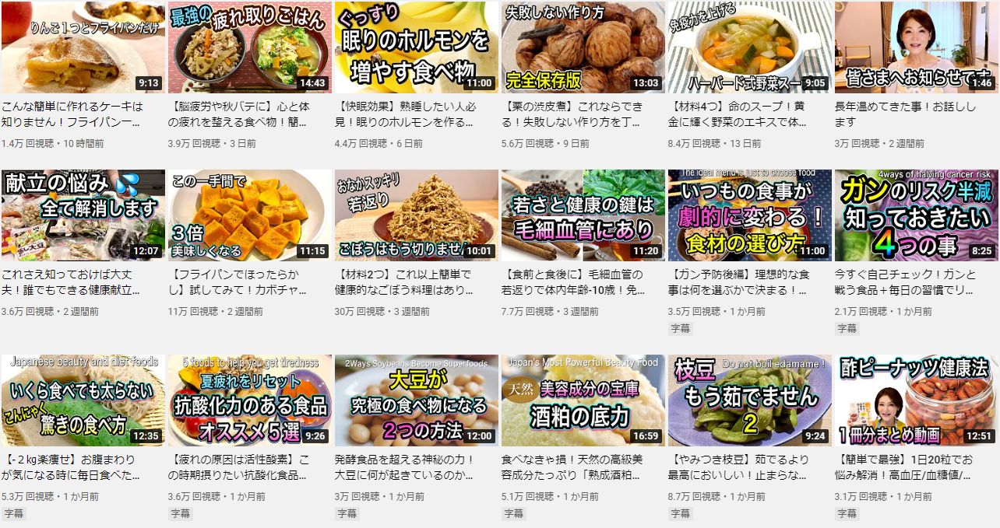 りんご1つとフライパンだけ
9:13
こんな簡単に作れるケーキは
知りません！フライパン一...
1.4万 回視聴・10 時間前
最強の疲れ取りごはん
14:43
【脳疲労や秋バテに】心と体
の疲れを整える食べ物！簡...
3.9万 回視聴・3 日前
ぐっすり
眠りのホルモンを
増やす食べ物
11:00
【快眠効果】熟睡したい人必
見！眠りのホルモンを作る...
4.4万 回視聴・6 日前
失敗しない作り方
完全保存版
13:03
【栗の渋皮煮】これならでき
る！失敗しない作り方を丁...
5.6万 回視聴・9 日前
免疫力を上げる
ハーバード式野菜スー
9:05
【材料4つ】命のスープ！黄
金に輝く野菜のエキスで体...
8.4万 回視聴・13 日前
皆さまへお知らせです
1:46
長年温めてきた事！お話しし
ます
3万 回視聴・2 週間前
献立の悩み
全て解消します
蒸し大豆
12:07
これさえ知っておけば大丈
夫！誰でもできる健康献立...
3.6万 回視聴・2 週間前
この一手間で
3倍
美味しくなる
11:15
【フライパンでほったらか
し】試してみて！カボチャ...
11万 回視聴・2 週間前
おなかスッキリ
若返り
ごぼうはもう切りません
10:01
【材料2つ】これ以上簡単で
健康的なごぼう料理はあり...
30万 回視聴・3 週間前
若さと健康の鍵は
毛細血管にあり
11:20
【食前と食後に】毛細血管の
若返りで体内年齢-10歳！免...
7.7万 回視聴・3 週間前
The ideal menu is just to choose food
いつもの食事が
劇的に変わる！
食材の選び方
11:00
【ガン予防後編】理想的な食
事は何を選ぶかで決まる！...
3.5万 回視聴・1 か月前
字幕
4ways of halving cancer risk
ガンのリスク半減
知っておきたい
4つの事
8:25
今すぐ自己チェック！ガンと
戦う食品＋毎日の習慣でリ...
2.1万 回視聴・1 か月前
字幕
Japanese beauty and diet foods
いくら食べても太らない
こんにゃく
驚きの食べ方
12:35
【-２kg楽痩せ】お腹まわり
が気になる時に毎日食べた...
5.3万 回視聴・1 か月前
字幕
5 foods to help you get tiredness
夏疲れをリセット
抗酸化力のある食品
オススメ5選
9:26
【疲れの原因は活性酸素】こ
の時期摂りたい抗酸化食品...
3.6万 回視聴・1 か月前
字幕
2Ways Soybeans Become Superfoods
大豆が
究極の食べ物になる
2つの方法
12:00
発酵食品を超える神秘の力！
大豆に何が起きているのか...
3万 回視聴・1 か月前
字幕
Japan's Most Powerful Beauty Food
天然
美容成分の宝庫
酒粕の底力
16:59
食べなきゃ損！天然の高級美
容成分たっぷり「熟成酒粕...
5.1万 回視聴・1 か月前
字幕
枝豆
Do not boil edamame !
もう茹でません
2
9:24
【やみつき枝豆】茹でるより
最高においしい！止まらな...
8.7万 回視聴・1 か月前
字幕
酢ピーナッツ健康法
1冊分まとめ動画
12:51
【簡単で最強】1日20粒でお
悩み解消！高血圧/血糖値/...
3.1万 回視聴・1 か月前
字幕